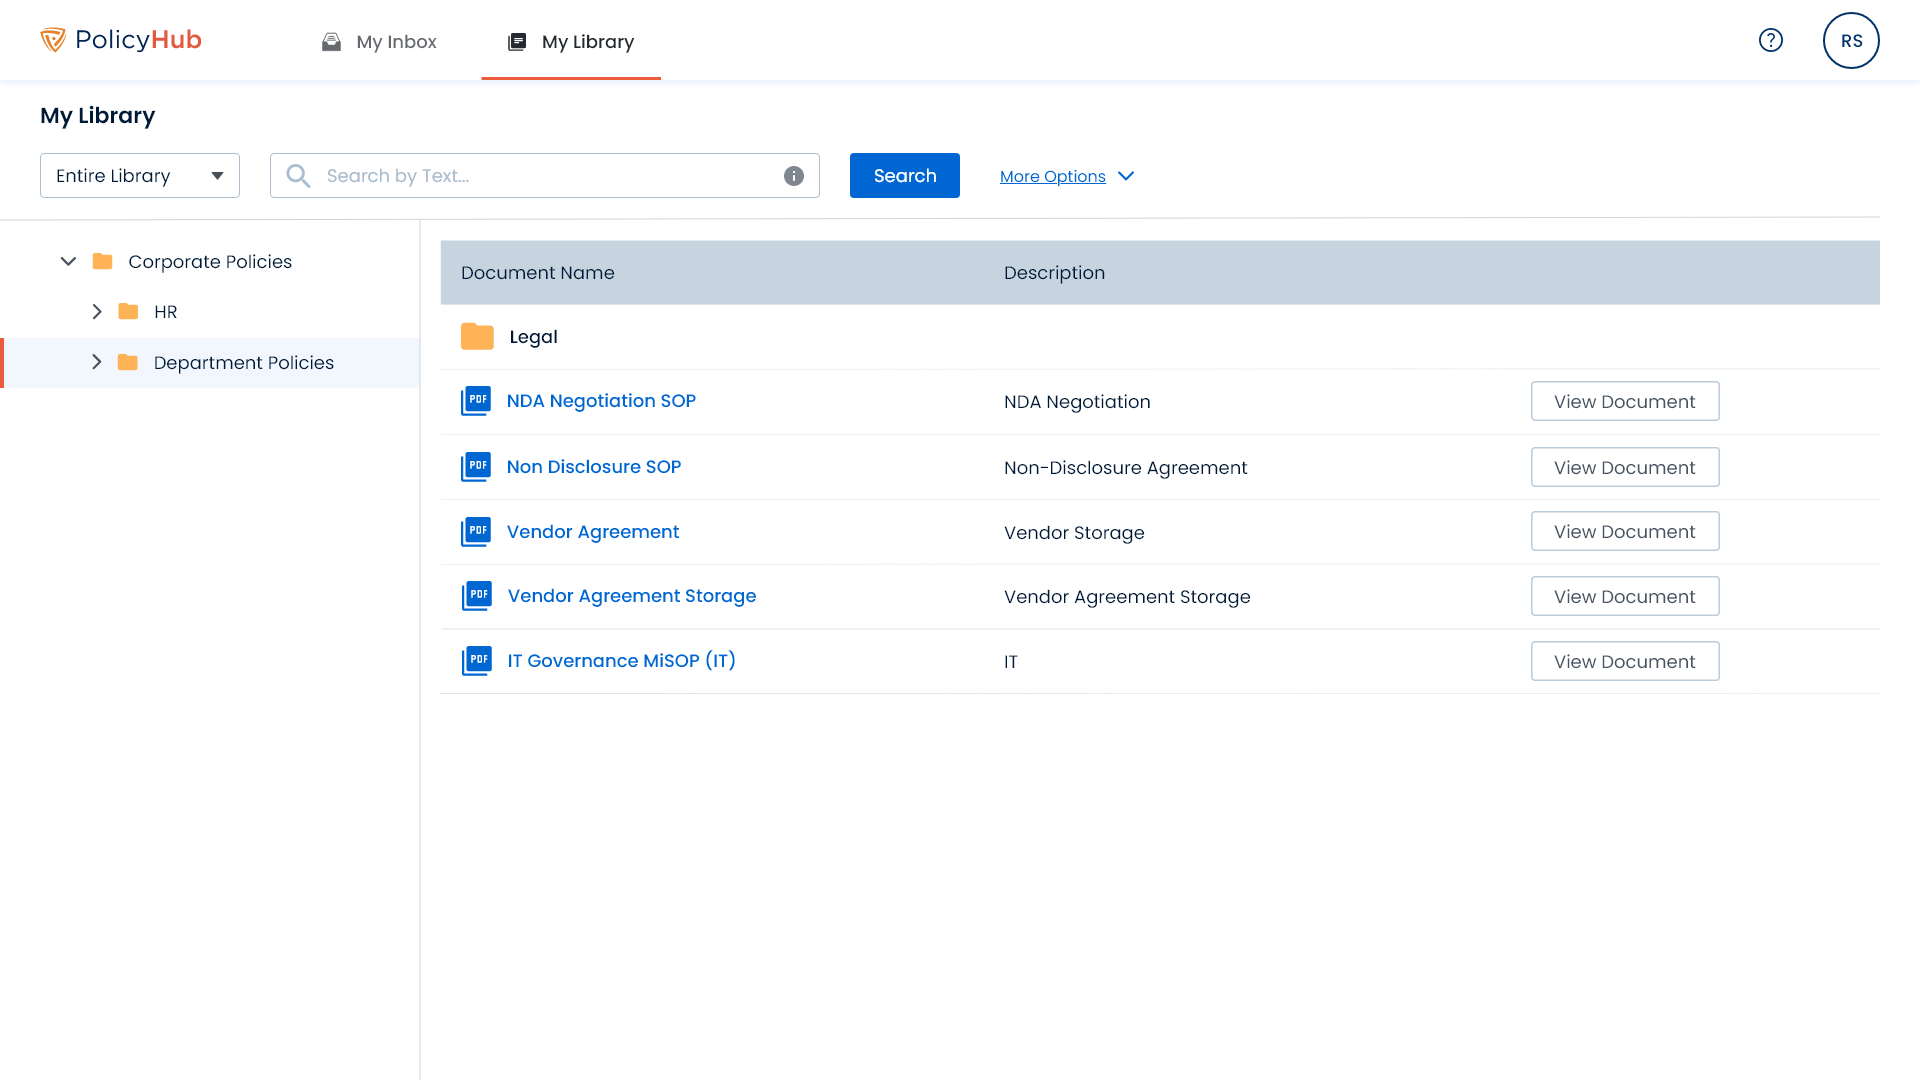 PolicyHub
My Inbox
My Library
?
RS
My Library
Entire Library
Search by Text...
i
Search
More Options
Corporate Policies
HR
Department Policies
Document Name
Description
Legal
PDF
NDA Negotiation SOP
NDA Negotiation
View Document
PDF
Non Disclosure SOP
Non-Disclosure Agreement
View Document
PDF
Vendor Agreement
Vendor Storage
View Document
PDF
Vendor Agreement Storage
Vendor Agreement Storage
View Document
PDF
IT Governance MiSOP (IT)
IT
View Document